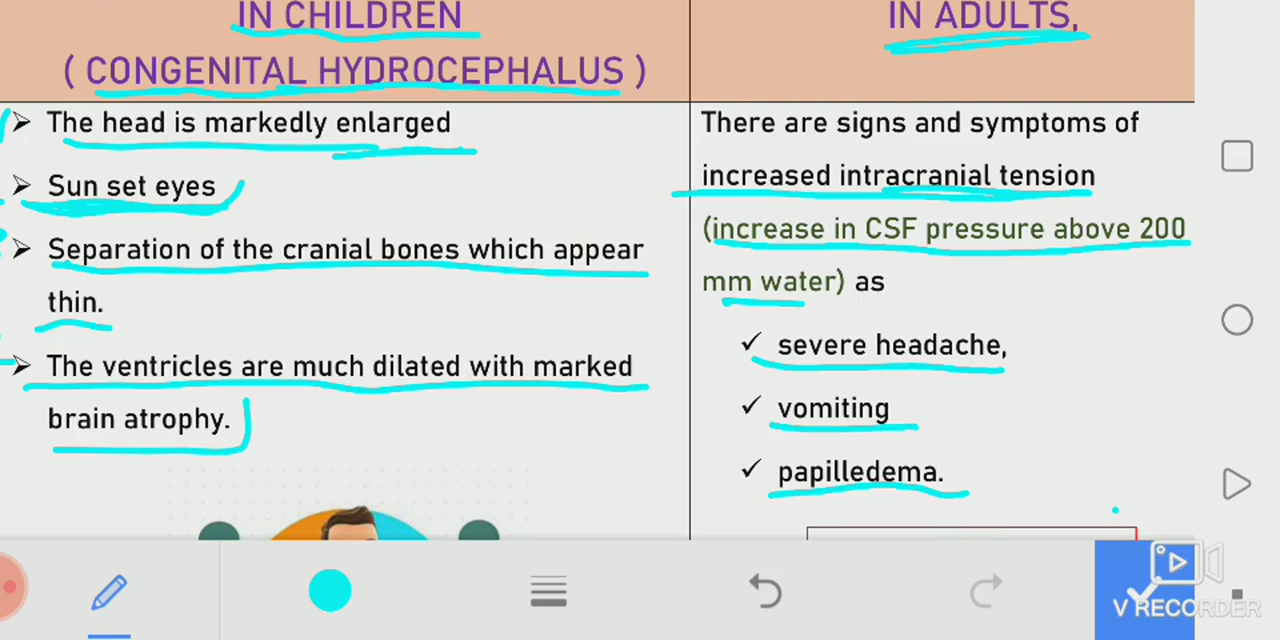 IN CHILDREN
( CONGENITAL HYDROCEPHALUS )
The head is markedly enlarged
Sun set eyes
Separation of the cranial bones which appear
thin.
The ventricles are much dilated with marked
brain atrophy.
IN ADULTS,
There are signs and symptoms of
increased intracranial tension
(increase in CSF pressure above 200
mm water) as
severe headache,
vomiting
papilledema.
V RECORDER